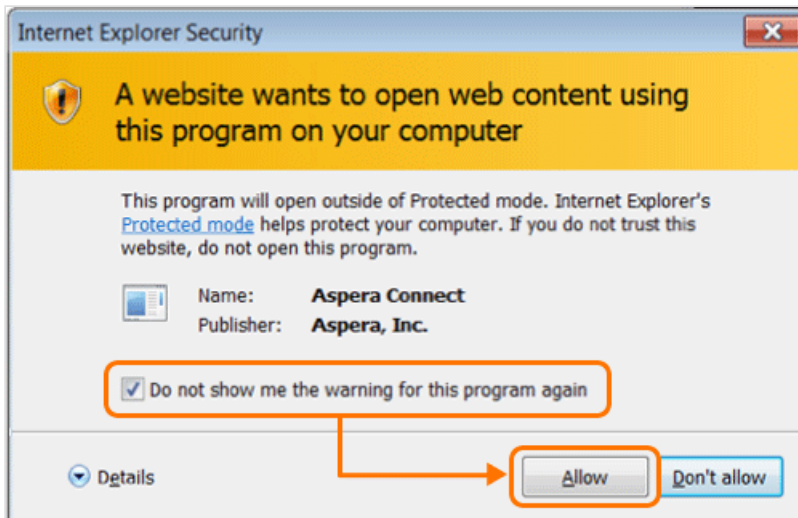 Internet Explorer Security
A website wants to open web content using
this program on your computer
This program will open outside of Protected mode. Internet Explorer's
Protected mode helps protect your computer. If you do not trust this
website, do not open this program.
Name: Aspera Connect
Publisher: Aspera, Inc.
Do not show me the warning for this program again
Details
Allow
Don't allow